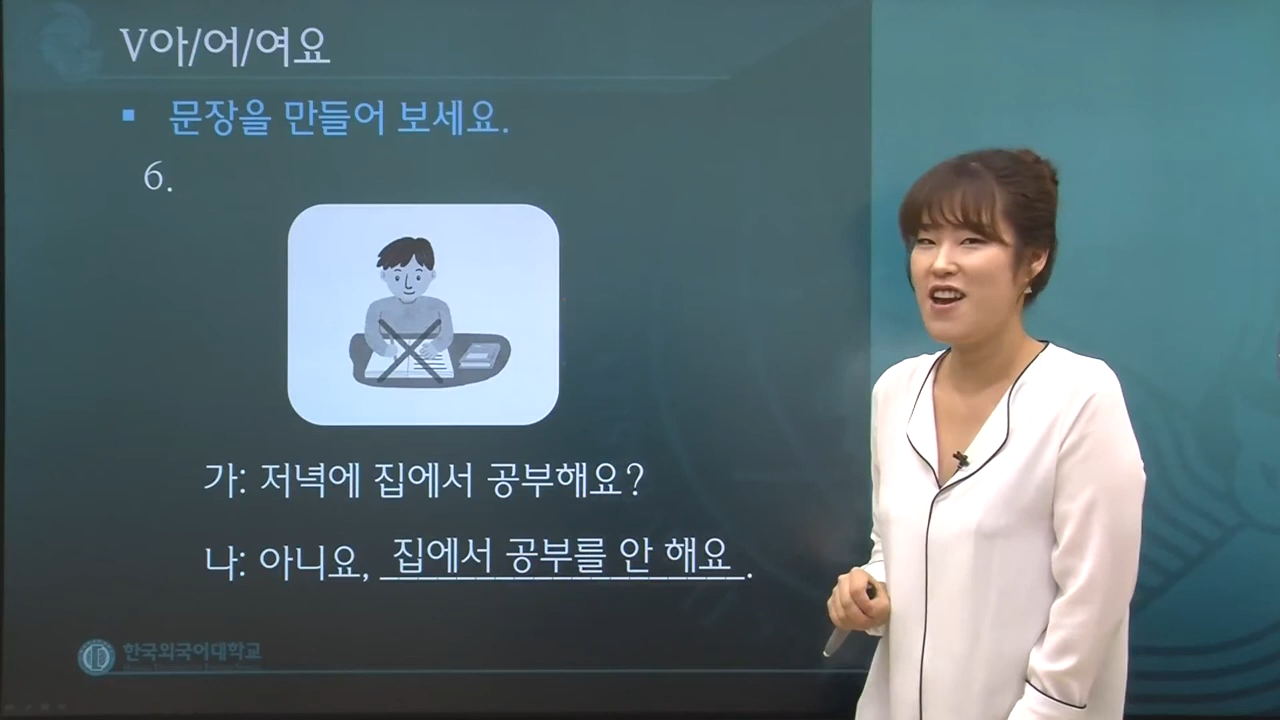 V아/어/여요
▪ 문장을 만들어 보세요.
6.
가: 저녁에 집에서 공부해요?
나: 아니요, 집에서 공부를 안 해요.
한국외국어대학교